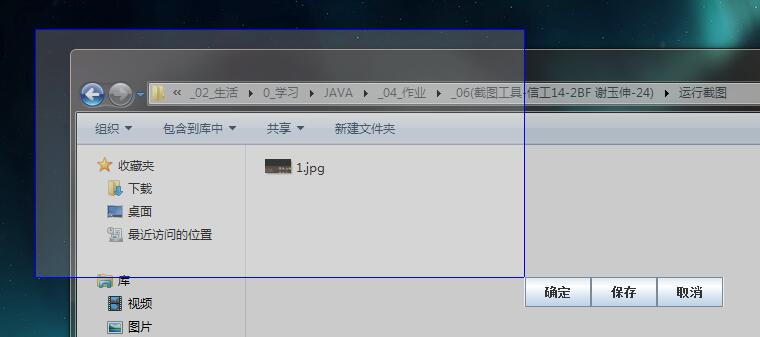 « _02_生活 0_学习 JAVA _04_作业 _06(截图工具-信工14-2BF 谢玉伸-24) 运行截图
组织 包含到库中 共享 新建文件夹
收藏夹
1.jpg
下载
桌面
最近访问的位置
库
确定 保存 取消
视频
图片